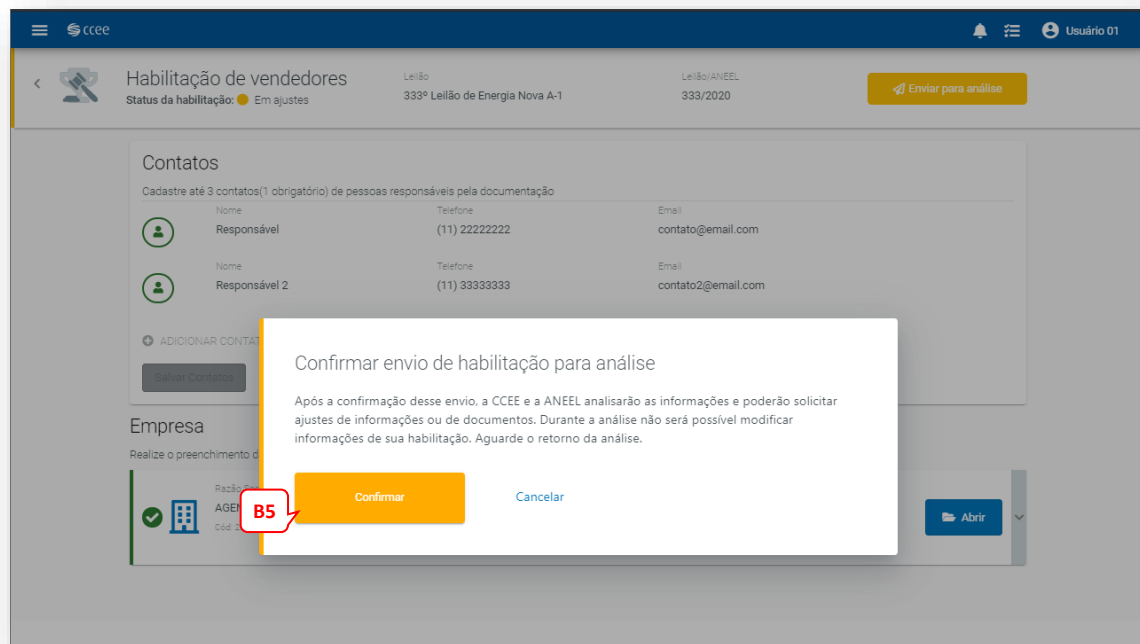 ccee
Usuário 01
Habilitação de vendedores
Status da habilitação: Em ajustes
Leilão
333º Leilão de Energia Nova A-1
Leilão/ANEEL
333/2020
Enviar para análise
Contatos
Cadastre até 3 contatos(1 obrigatório) de pessoas responsáveis pela documentação
Nome
Responsável
Telefone
(11) 22222222
Email
contato@email.com
Nome
Responsável 2
Telefone
(11) 33333333
Email
contato2@email.com
ADICIONAR CONTAT
Salvar Contatos
Confirmar envio de habilitação para análise
Após a confirmação desse envio, a CCEE e a ANEEL analisarão as informações e poderão solicitar
ajustes de informações ou de documentos. Durante a análise não será possível modificar
informações de sua habilitação. Aguarde o retorno da análise.
Confirmar
Cancelar
B5
Empresa
Realize o preenchimento d
Razão
AGEN
Cód:
Abrir